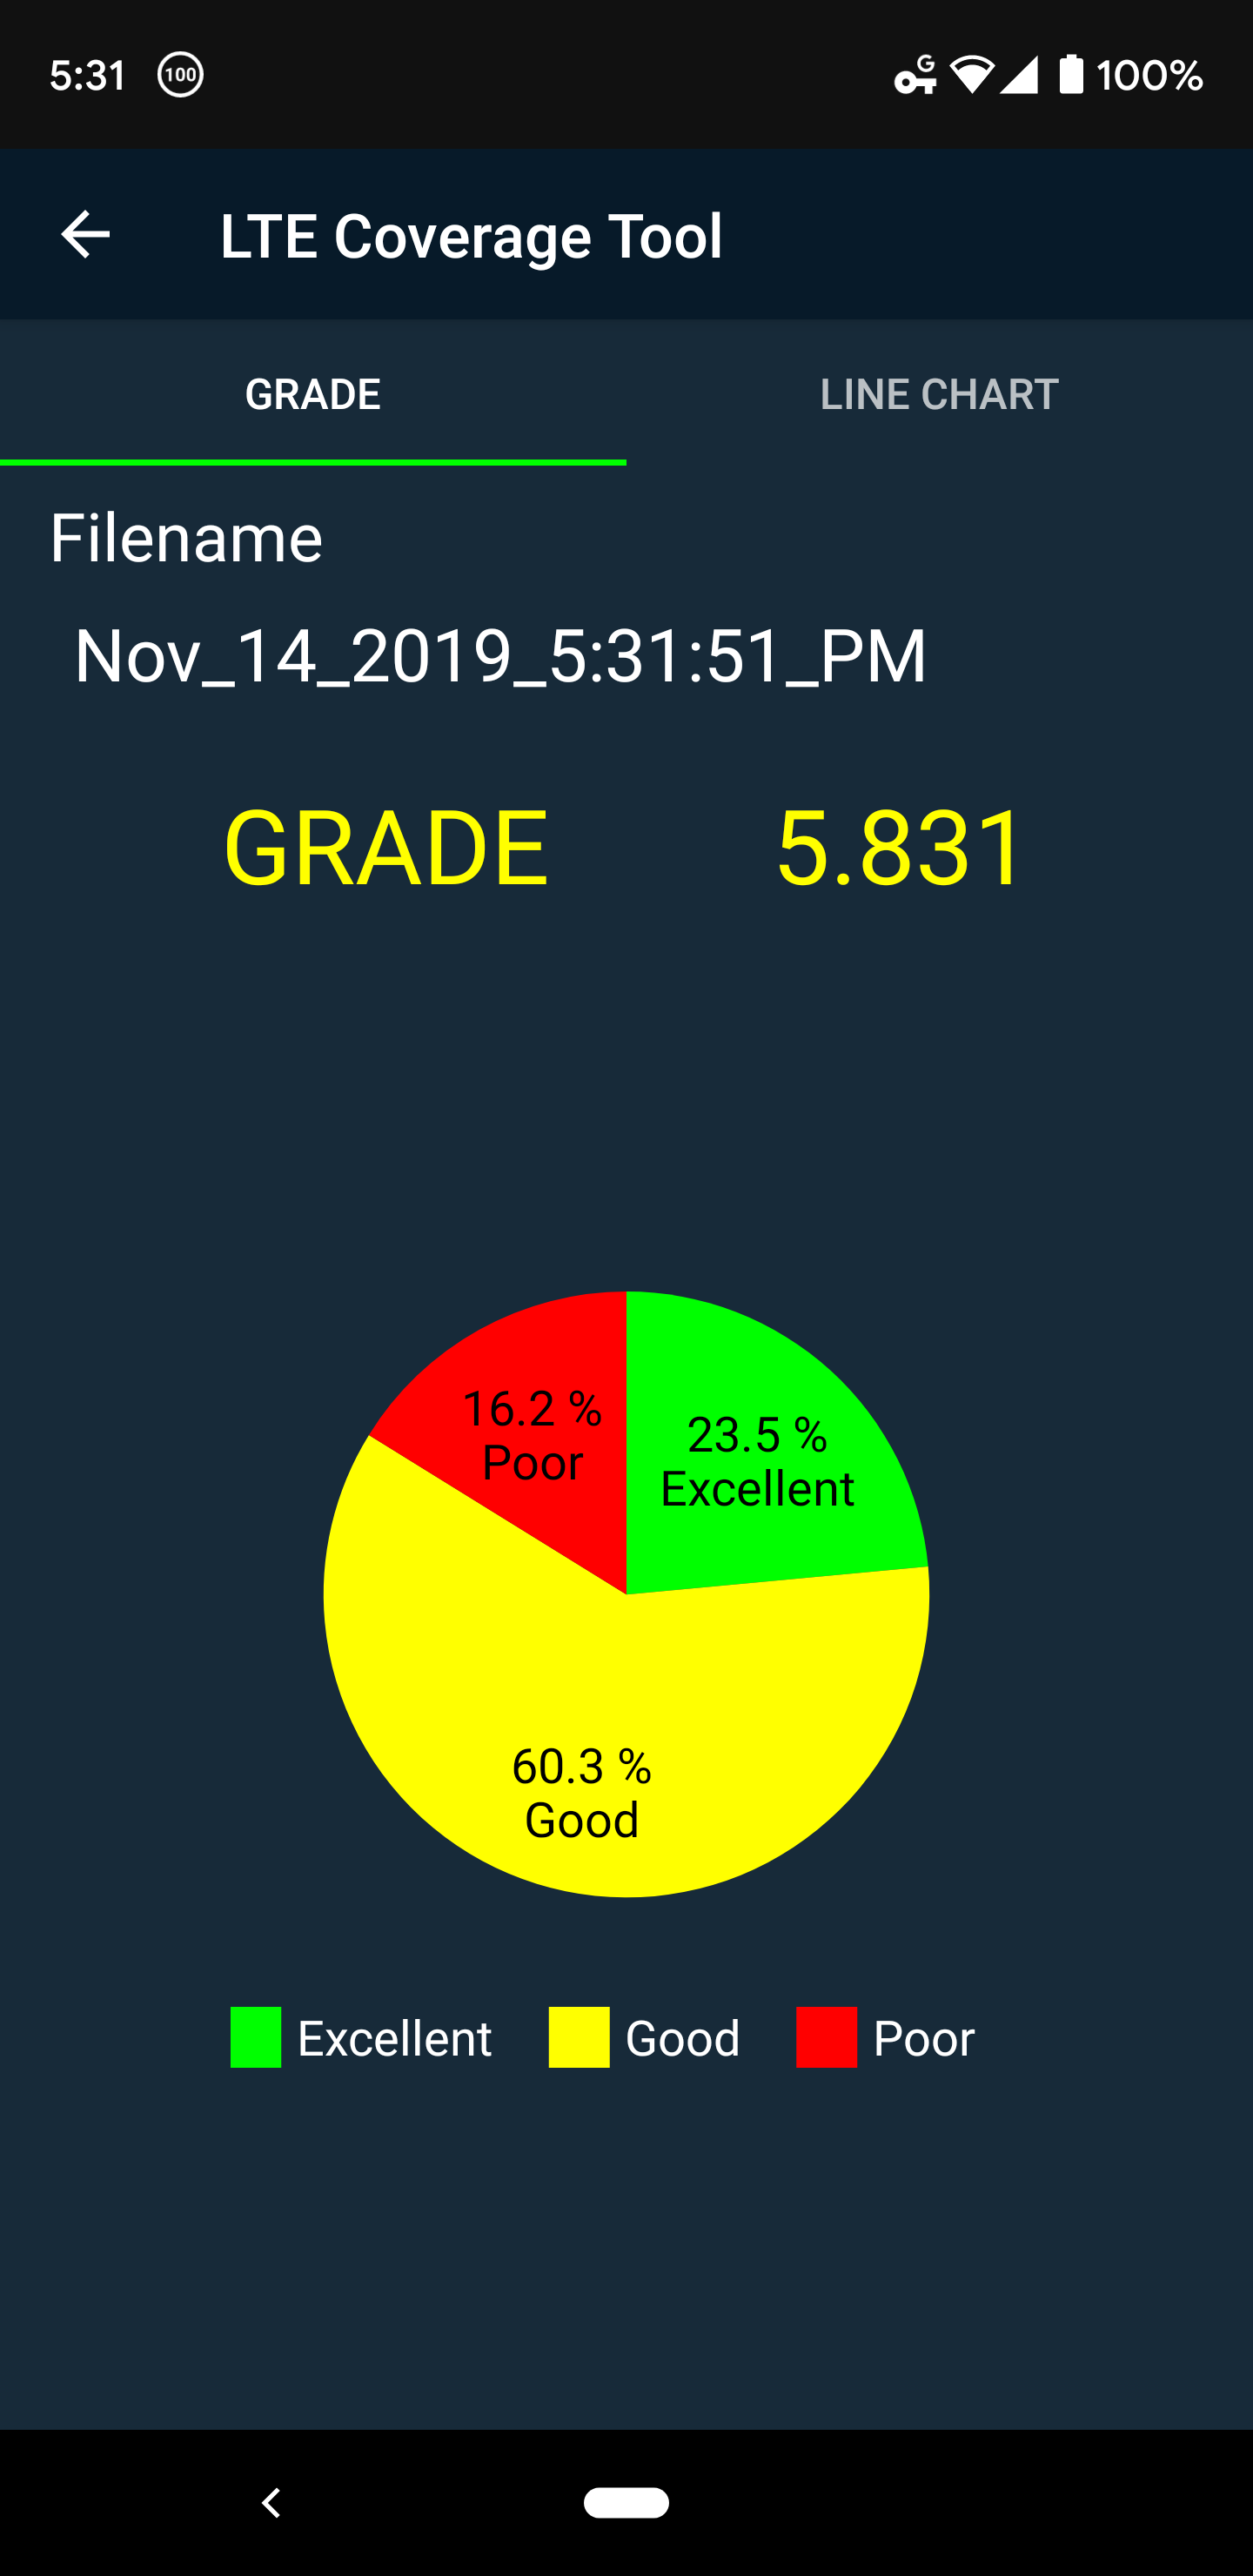 5:31 100 G 100%
LTE Coverage Tool
GRADE LINE CHART
Filename
Nov_14_2019_5:31:51_PM
GRADE 5.831
16.2 %
Poor
23.5 %
Excellent
60.3 %
Good
Excellent Good Poor